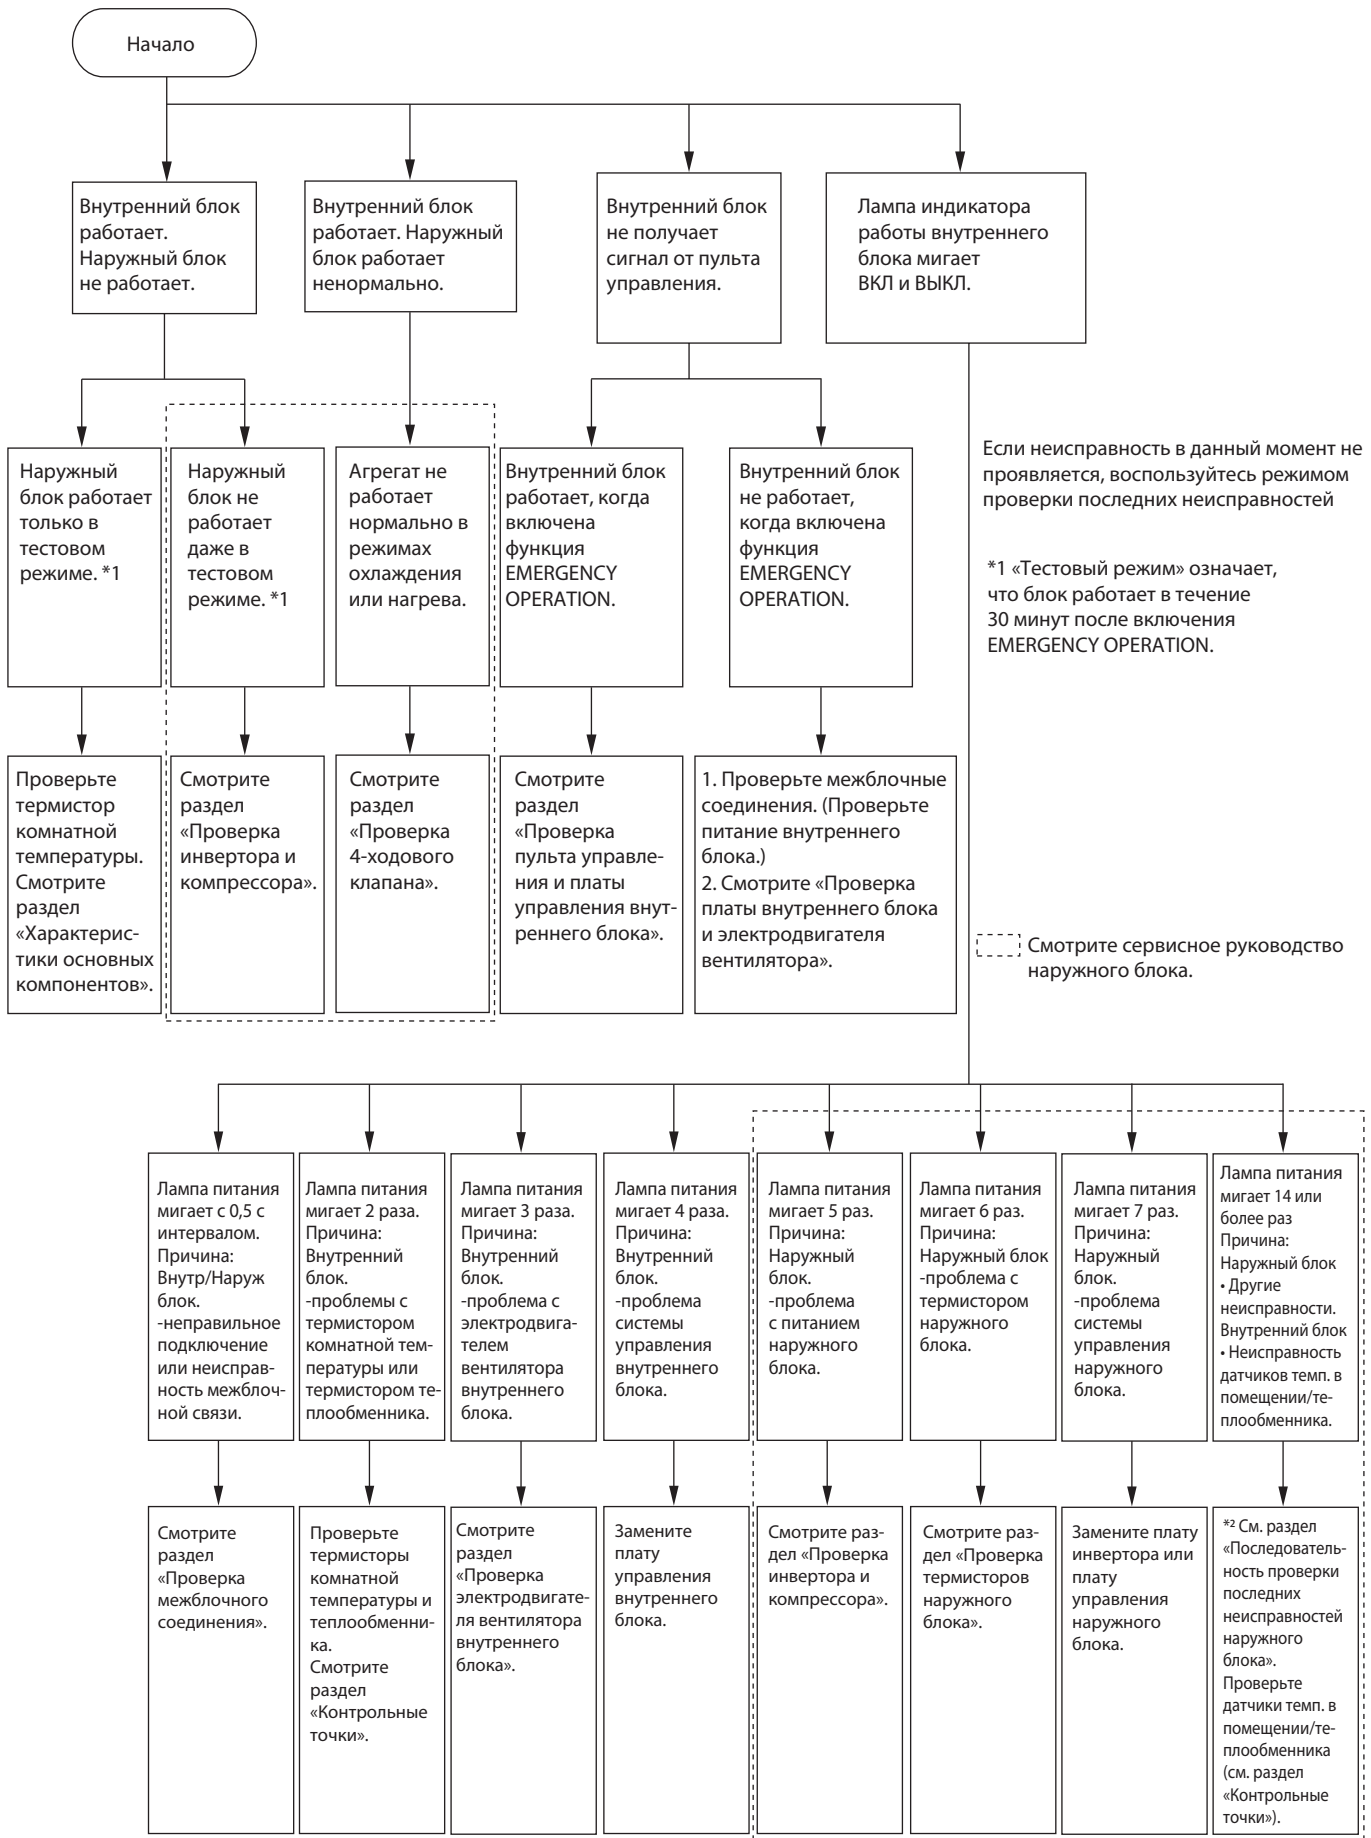 Начало
Внутренний блок
работает.
Наружный блок
не работает.
Внутренний блок
работает. Наружный
блок работает
ненормально.
Внутренний блок
не получает
сигнал от пульта
управления.
Лампа индикатора
работы внутреннего
блока мигает
ВКЛ и ВЫКЛ.
Наружный
блок работает
только в
тестовом
режиме. *1
Наружный
блок не
работает
даже в
тестовом
режиме. *1
Агрегат не
работает
нормально в
режимах
охлаждения
или нагрева.
Внутренний блок
работает, когда
включена
функция
EMERGENCY
OPERATION.
Внутренний блок
не работает,
когда включена
функция
EMERGENCY
OPERATION.
Если неисправность в данный момент не
проявляется, воспользуйтесь режимом
проверки последних неисправностей
*1 «Тестовый режим» означает,
что блок работает в течение
30 минут после включения
EMERGENCY OPERATION.
Проверьте
термистор
комнатной
температуры.
Смотрите
раздел
«Характерис-
тики основных
компонентов».
Смотрите
раздел
«Проверка
инвертора и
компрессора».
Смотрите
раздел
«Проверка
4-ходового
клапана».
Смотрите
раздел
«Проверка
пульта управле-
ния и платы
управления внут-
реннего блока».
1. Проверьте межблочные
соединения. (Проверьте
питание внутреннего
блока.)
2. Смотрите «Проверка
платы внутреннего блока
и электродвигателя
вентилятора».
Смотрите сервисное руководство
наружного блока.
Лампа питания
мигает с 0,5 с
интервалом.
Причина:
Внутр/Наруж
блок.
-неправильное
подключение
или неисправ-
ность межблоч-
ной связи.
Лампа питания
мигает 2 раза.
Причина:
Внутренний
блок.
-проблемы с
термистором
комнатной тем-
пературы или
термистором те-
плообменника.
Лампа питания
мигает 3 раза.
Причина:
Внутренний
блок.
-проблема с
электродвига-
телем
вентилятора
внутреннего
блока.
Лампа питания
мигает 4 раза.
Причина:
Внутренний
блок.
-проблема
системы
управления
внутреннего
блока.
Лампа питания
мигает 5 раз.
Причина:
Наружный
блок.
-проблема
с питанием
наружного
блока.
Лампа питания
мигает 6 раз.
Причина:
Наружный блок
-проблема с
термистором
наружного
блока.
Лампа питания
мигает 7 раз.
Причина:
Наружный
блок.
-проблема
системы
управления
наружного
блока.
Лампа питания
мигает 14 или
более раз
Причина:
Наружный блок
• Другие
неисправности.
Внутренний блок
• Неисправность
датчиков темп. в
помещении/те-
плообменника.
Смотрите
раздел
«Проверка
межблочного
соединения».
Проверьте
термисторы
комнатной
температуры и
теплообменни-
ка.
Смотрите
раздел
«Контрольные
точки».
Смотрите
раздел
«Проверка
электродвигате-
ля вентилятора
внутреннего
блока».
Замените
плату
управления
внутреннего
блока.
Смотрите раз-
дел «Проверка
инвертора и
компрессора».
Смотрите раз-
дел «Проверка
термисторов
наружного
блока».
Замените плату
инвертора или
плату
управления
наружного
блока.
*² См. раздел
«Последователь-
ность проверки
последних
неисправностей
наружного
блока».
Проверьте
датчики темп. в
помещении/те-
плообменника
(см. раздел
«Контрольные
точки»).